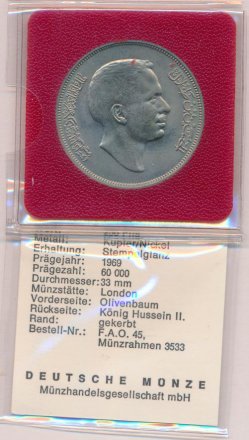 Metall: Kupfer/Nickel
Erhaltung: Stempelglanz
Prägejahr: 1969
Prägezahl: 60 000
Durchmesser: 33 mm
Münzstätte: London
Vorderseite: Olivenbaum
Rückseite: König Hussein II.
Rand: gekerbt
Bestell-Nr.: F.A.O. 45,
Münzrahmen 3533
DEUTSCHE MÜNZE
Münzhandelsgesellschaft mbH